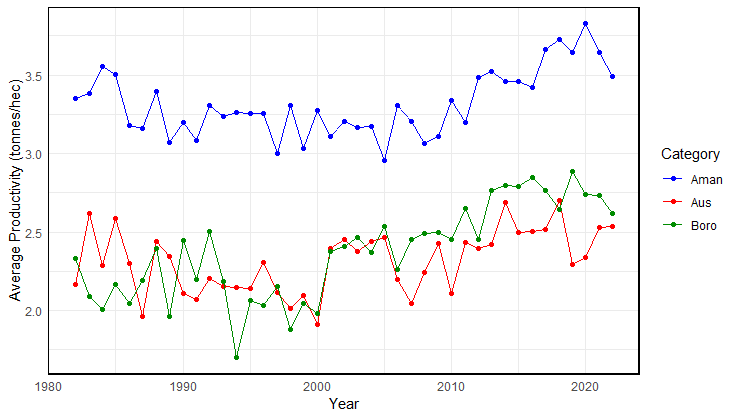 Average Productivity (tonnes/hec)
3.5
3.0
2.5
2.0
1980
1990
2000
2010
2020
Year
Category
Aman
Aus
Boro